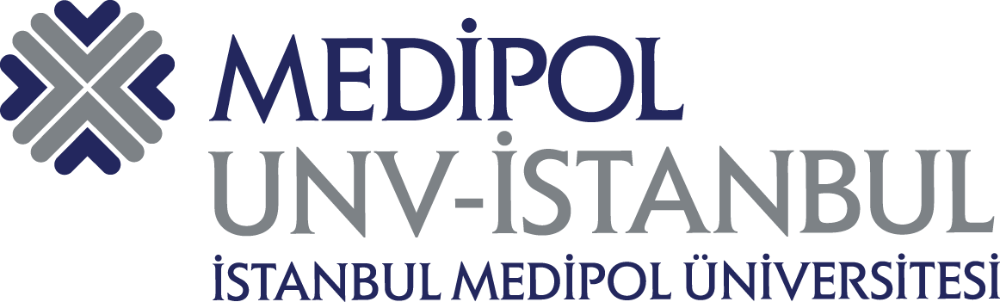 MEDİPOL
UNV-İSTANBUL
İSTANBUL MEDİPOL ÜNİVERSİTESİ